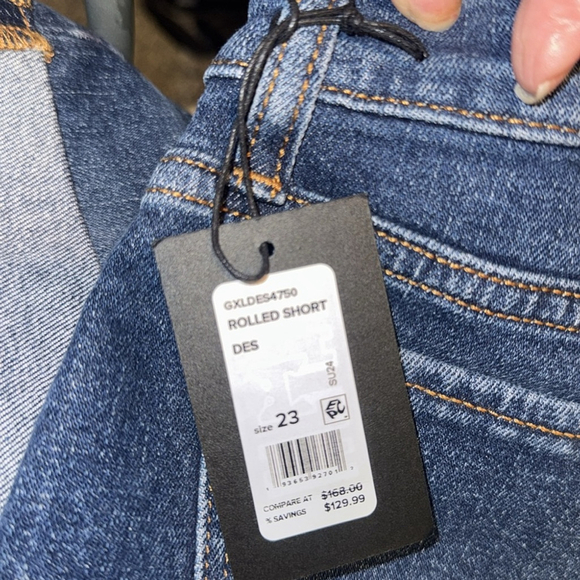 GXLDES4750
ROLLED SHORT
DES
SU24
size 23
COMPARE AT $168.00
% SAVINGS $129.99